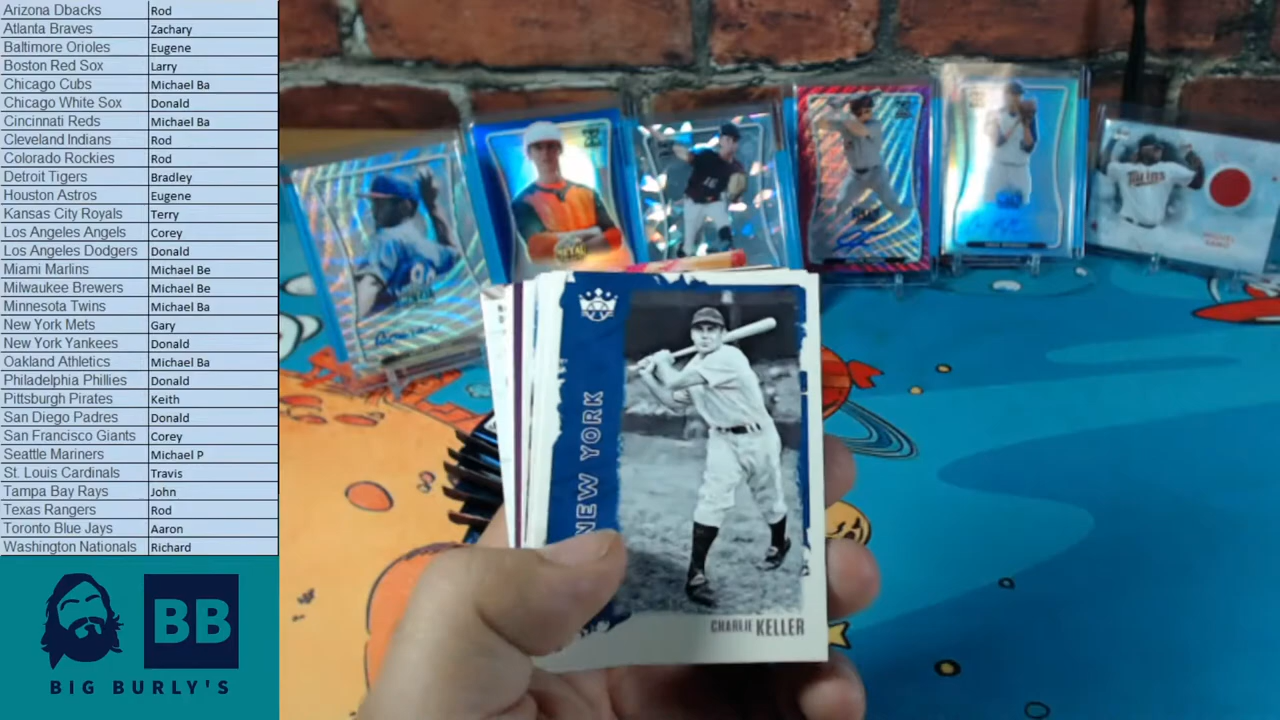 Arizona Dbacks Rod
Atlanta Braves Zachary
Baltimore Orioles Eugene
Boston Red Sox Larry
Chicago Cubs Michael Ba
Chicago White Sox Donald
Cincinnati Reds Michael Ba
Cleveland Indians Rod
Colorado Rockies Rod
Detroit Tigers Bradley
Houston Astros Eugene
Kansas City Royals Terry
Los Angeles Angels Corey
Los Angeles Dodgers Donald
Miami Marlins Michael Be
Milwaukee Brewers Michael Be
Minnesota Twins Michael Ba
New York Mets Gary
New York Yankees Donald
Oakland Athletics Michael Ba
Philadelphia Phillies Donald
Pittsburgh Pirates Keith
San Diego Padres Donald
San Francisco Giants Corey
Seattle Mariners Michael P
St. Louis Cardinals Travis
Tampa Bay Rays John
Texas Rangers Rod
Toronto Blue Jays Aaron
Washington Nationals Richard
BB
BIG BURLY'S
NEW YORK
CHARLIE KELLER
TWINS